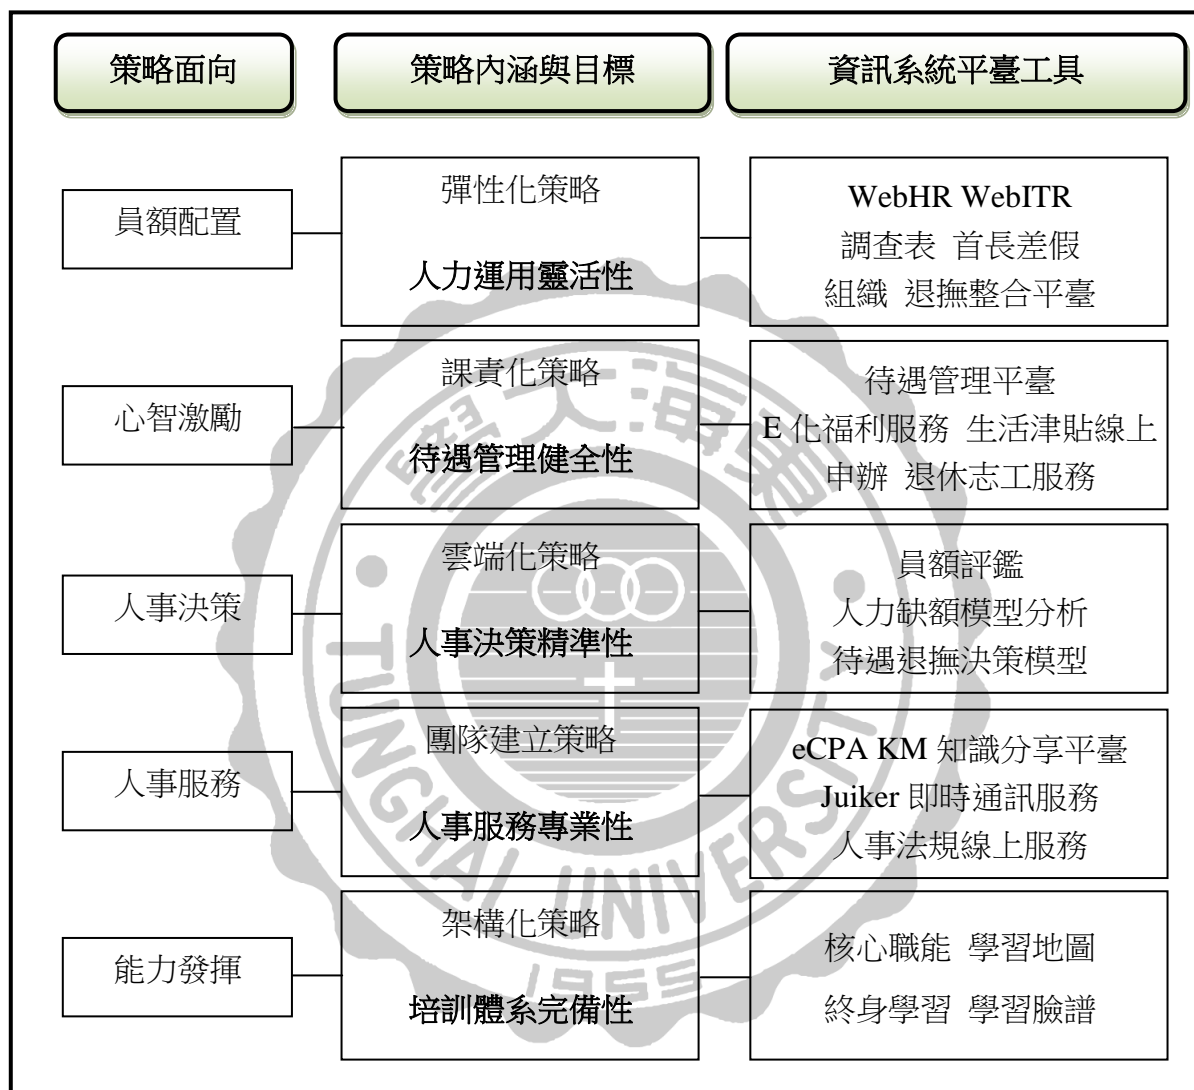 策略面向
策略內涵與目標
資訊系統平臺工具
員額配置
彈性化策略
人力運用靈活性
WebHR WebITR
調查表 首長差假
組織 退撫整合平臺
心智激勵
課責化策略
待遇管理健全性
待遇管理平臺
E 化福利服務 生活津貼線上
申辦 退休志工服務
人事決策
雲端化策略
人事決策精準性
員額評鑑
人力缺額模型分析
待遇退撫決策模型
人事服務
團隊建立策略
人事服務專業性
eCPA KM 知識分享平臺
Juiker 即時通訊服務
人事法規線上服務
能力發揮
架構化策略
培訓體系完備性
核心職能 學習地圖
終身學習 學習臉譜
東海大學
TUNGHAI UNIVERSITY
1955